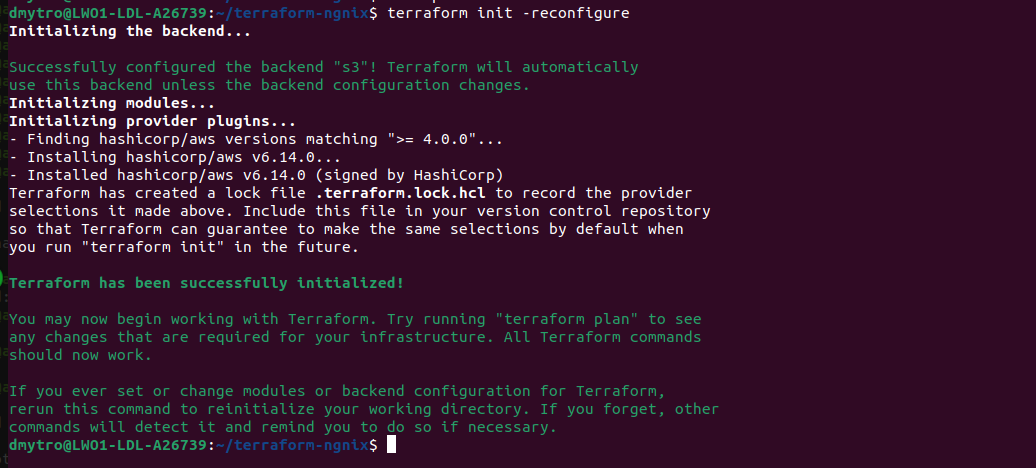 dmytro@LWO1-LDL-A26739:~/terraform-ngnix$ terraform init -reconfigure
Initializing the backend...
Successfully configured the backend "s3"! Terraform will automatically
use this backend unless the backend configuration changes.
Initializing modules...
Initializing provider plugins...
- Finding hashicorp/aws versions matching ">= 4.0.0"...
- Installing hashicorp/aws v6.14.0...
- Installed hashicorp/aws v6.14.0 (signed by HashiCorp)
Terraform has created a lock file .terraform.lock.hcl to record the provider
selections it made above. Include this file in your version control repository
so that Terraform can guarantee to make the same selections by default when
you run "terraform init" in the future.
Terraform has been successfully initialized!
You may now begin working with Terraform. Try running "terraform plan" to see
any changes that are required for your infrastructure. All Terraform commands
should now work.
If you ever set or change modules or backend configuration for Terraform,
rerun this command to reinitialize your working directory. If you forget, other
commands will detect it and remind you to do so if necessary.
dmytro@LWO1-LDL-A26739:~/terraform-ngnix$